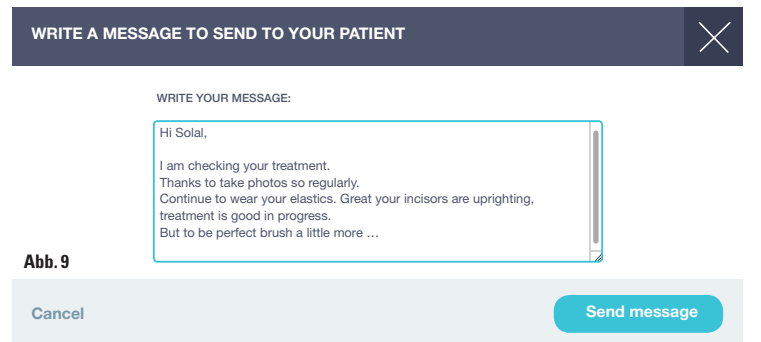 WRITE A MESSAGE TO SEND TO YOUR PATIENT
WRITE YOUR MESSAGE:
Hi Solal,
I am checking your treatment.
Thanks to take photos so regularly.
Continue to wear your elastics. Great your incisors are uprighting,
treatment is good in progress.
But to be perfect brush a little more …
Abb. 9
Cancel
Send message